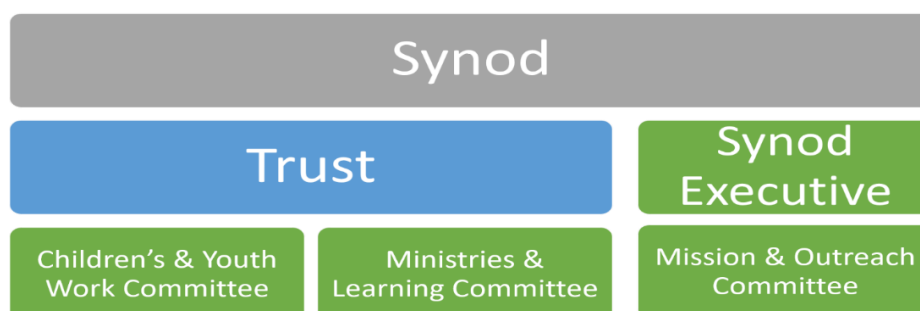 Synod
Trust
Synod
Executive
Children's & Youth
Work Committee
Ministries &
Learning Committee
Mission & Outreach
Committee